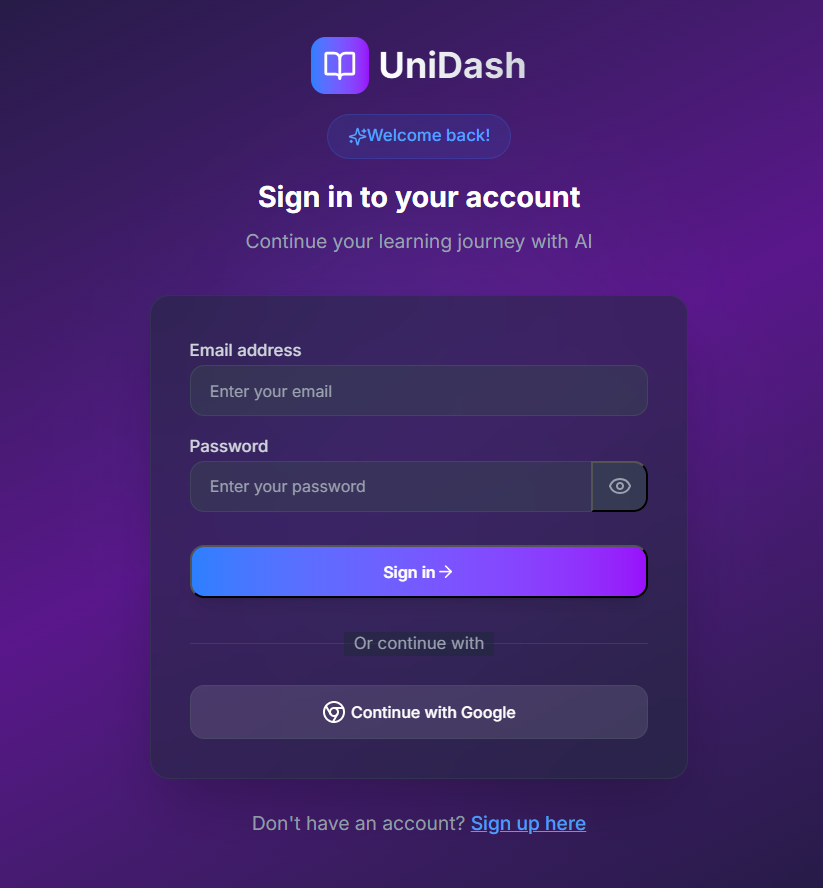 UniDash
Welcome back!
Sign in to your account
Continue your learning journey with AI
Email address
Enter your email
Password
Enter your password
Sign in
Or continue with
Continue with Google
Don't have an account? Sign up here